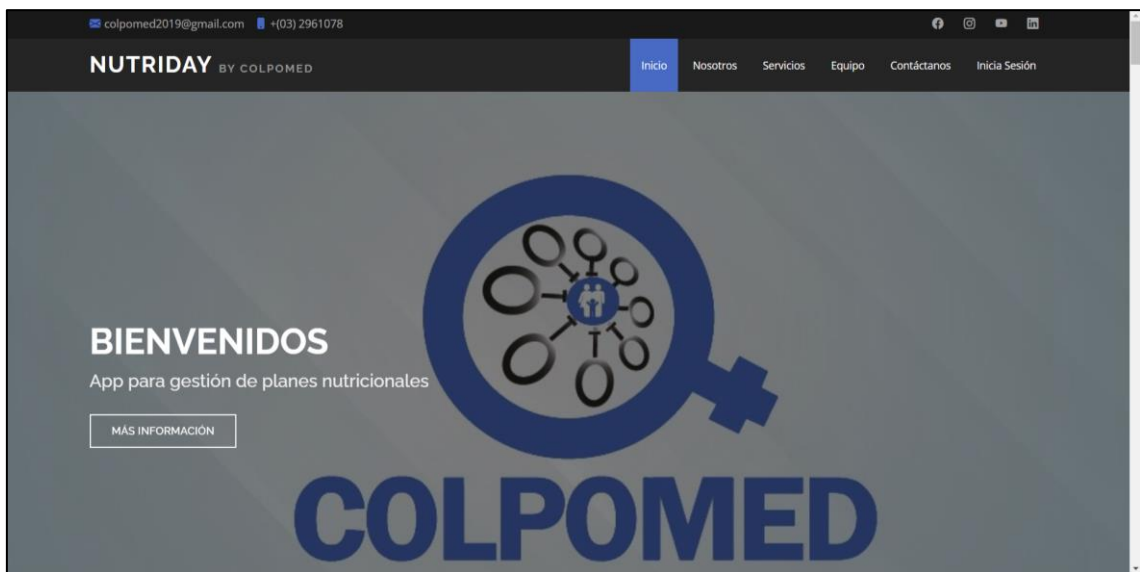 colpomed2019@gmail.com +(03) 2961078
NUTRIDAY BY COLPOMED
Inicio Nosotros Servicios Equipo Contáctanos Inicia Sesión
BIENVENIDOS
App para gestión de planes nutricionales
MÁS INFORMACIÓN
COLPOMED